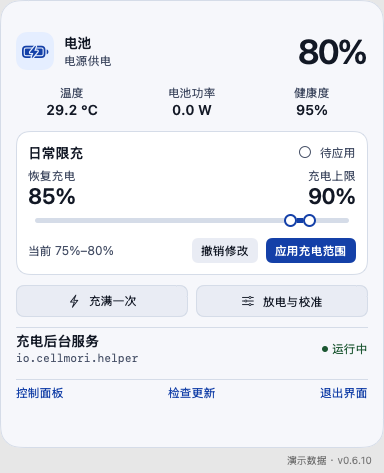 电池
电源供电
80%
温度 电池功率 健康度
29.2 °C 0.0 W 95%
日常限充 待应用
恢复充电 充电上限
85% 90%
当前 75%–80% 撤销修改 应用充电范围
充满一次 放电与校准
充电后台服务
io.cellmori.helper
运行中
控制面板 检查更新 退出界面
演示数据 · v0.6.10